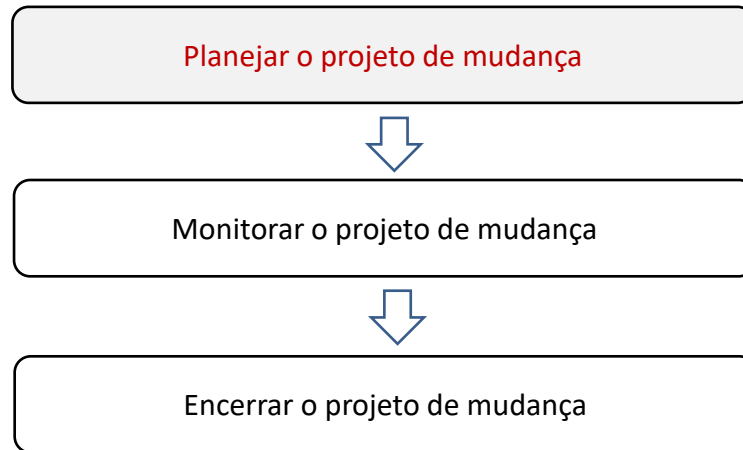 Planejar o projeto de mudança
Monitorar o projeto de mudança
Encerrar o projeto de mudança